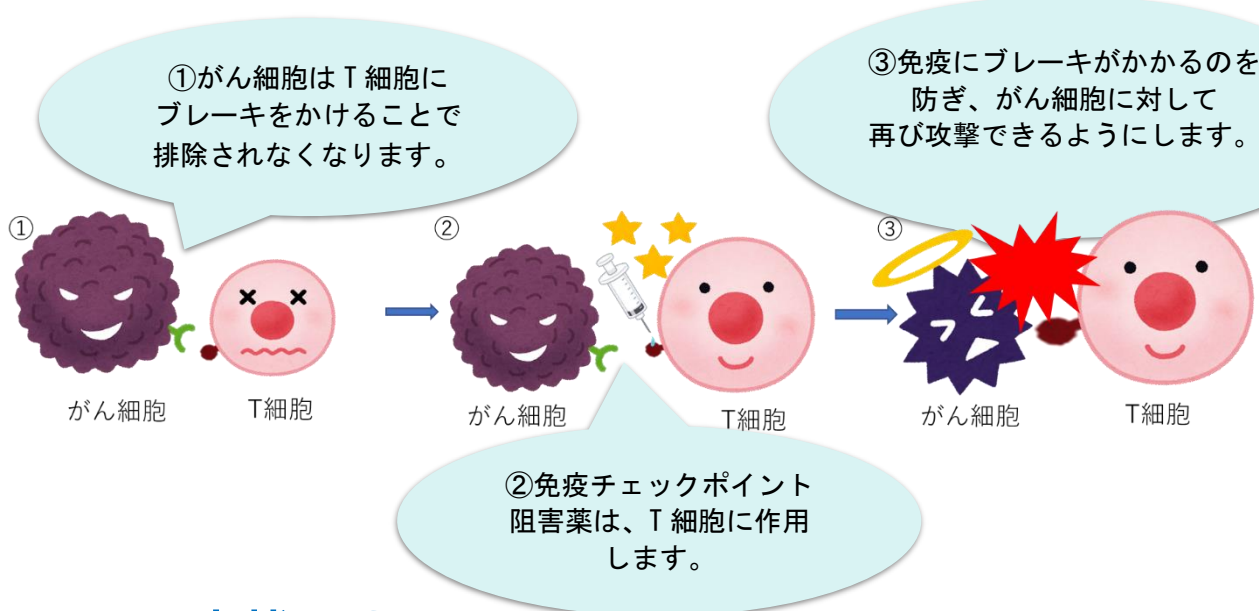 ①がん細胞はT細胞に
ブレーキをかけることで
排除されなくなります。
③免疫にブレーキがかかるのを
防ぎ、がん細胞に対して
再び攻撃できるようにします。
①
②
③
がん細胞
T細胞
がん細胞
T細胞
がん細胞
T細胞
②免疫チェックポイント
阻害薬は、T細胞に作用
します。